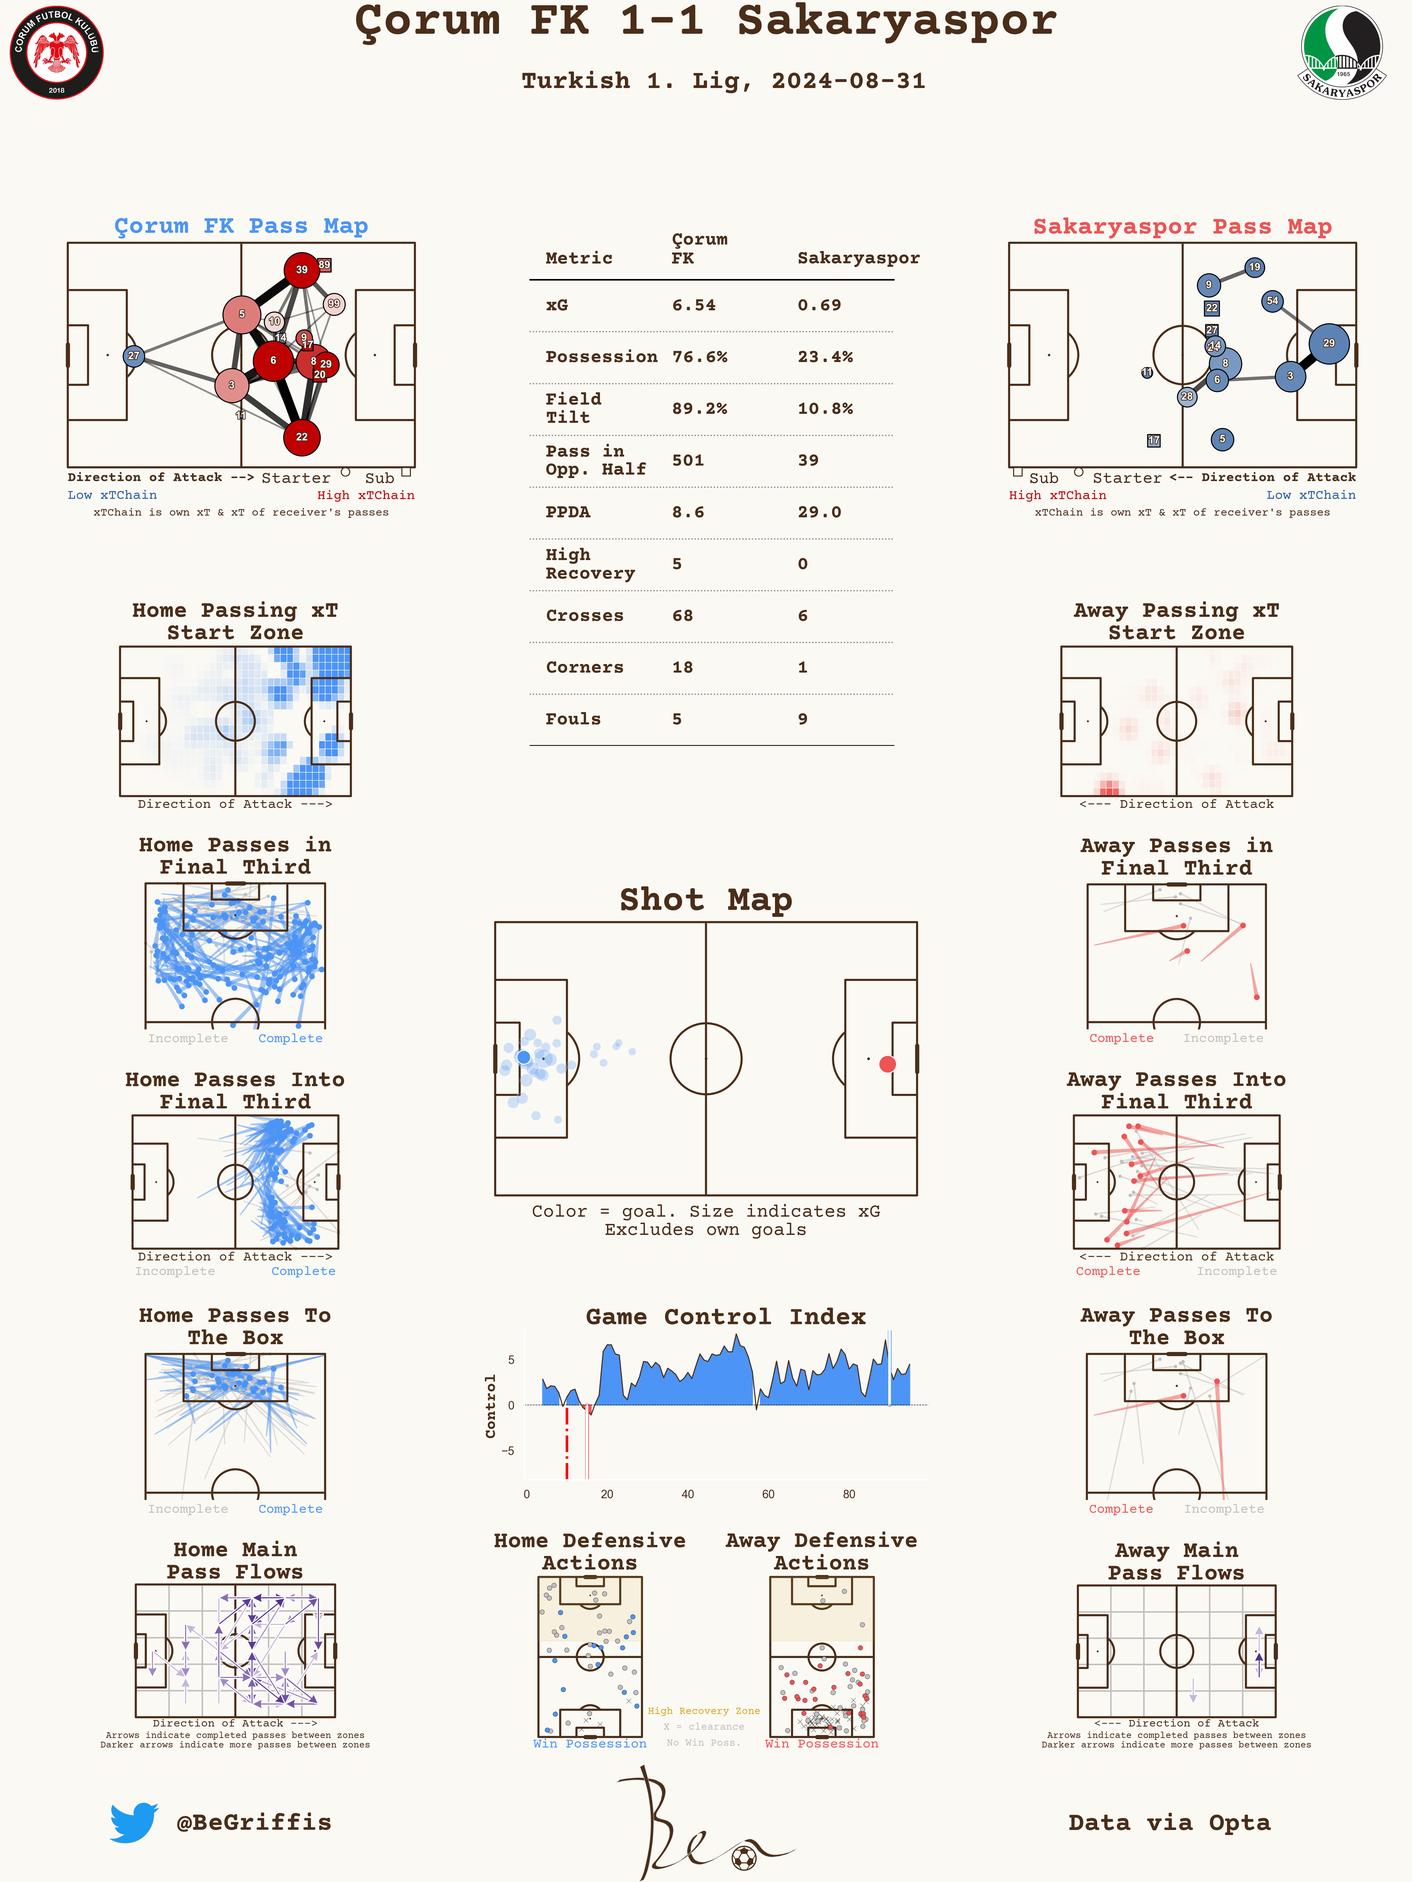 Çorum FK 1-1 Sakaryaspor
Turkish 1. Lig, 2024-08-31
ÇORUM FUTBOL KULÜBÜ
2018
1965
SAKARYASPOR
Çorum FK Pass Map
39
89
99
5
10
14
9
17
27
6
8
29
20
3
11
22
Direction of Attack --> Starter Sub
Low xTChain High xTChain
xTChain is own xT & xT of receiver's passes
Metric Çorum FK Sakaryaspor
xG 6.54 0.69
Possession 76.6% 23.4%
Field Tilt 89.2% 10.8%
Pass in Opp. Half 501 39
PPDA 8.6 29.0
High Recovery 5 0
Crosses 68 6
Corners 18 1
Fouls 5 9
Sakaryaspor Pass Map
19
9
54
22
27
14
29
8
11
6
3
28
17
5
Sub Starter <-- Direction of Attack
High xTChain Low xTChain
xTChain is own xT & xT of receiver's passes
Home Passing xT
Start Zone
Direction of Attack --->
Away Passing xT
Start Zone
<--- Direction of Attack
Home Passes in
Final Third
Incomplete Complete
Away Passes in
Final Third
Complete Incomplete
Shot Map
Color = goal. Size indicates xG
Excludes own goals
Home Passes Into
Final Third
Direction of Attack --->
Incomplete Complete
Away Passes Into
Final Third
<--- Direction of Attack
Complete Incomplete
Home Passes To
The Box
Incomplete Complete
Game Control Index
Control
5
0
−5
0 20 40 60 80
Away Passes To
The Box
Complete Incomplete
Home Main
Pass Flows
Direction of Attack --->
Arrows indicate completed passes between zones
Darker arrows indicate more passes between zones
Home Defensive
Actions
Win Possession
High Recovery Zone
X = clearance
No Win Poss.
Away Defensive
Actions
Win Possession
Away Main
Pass Flows
<--- Direction of Attack
Arrows indicate completed passes between zones
Darker arrows indicate more passes between zones
@BeGriffis
Ben
Data via Opta